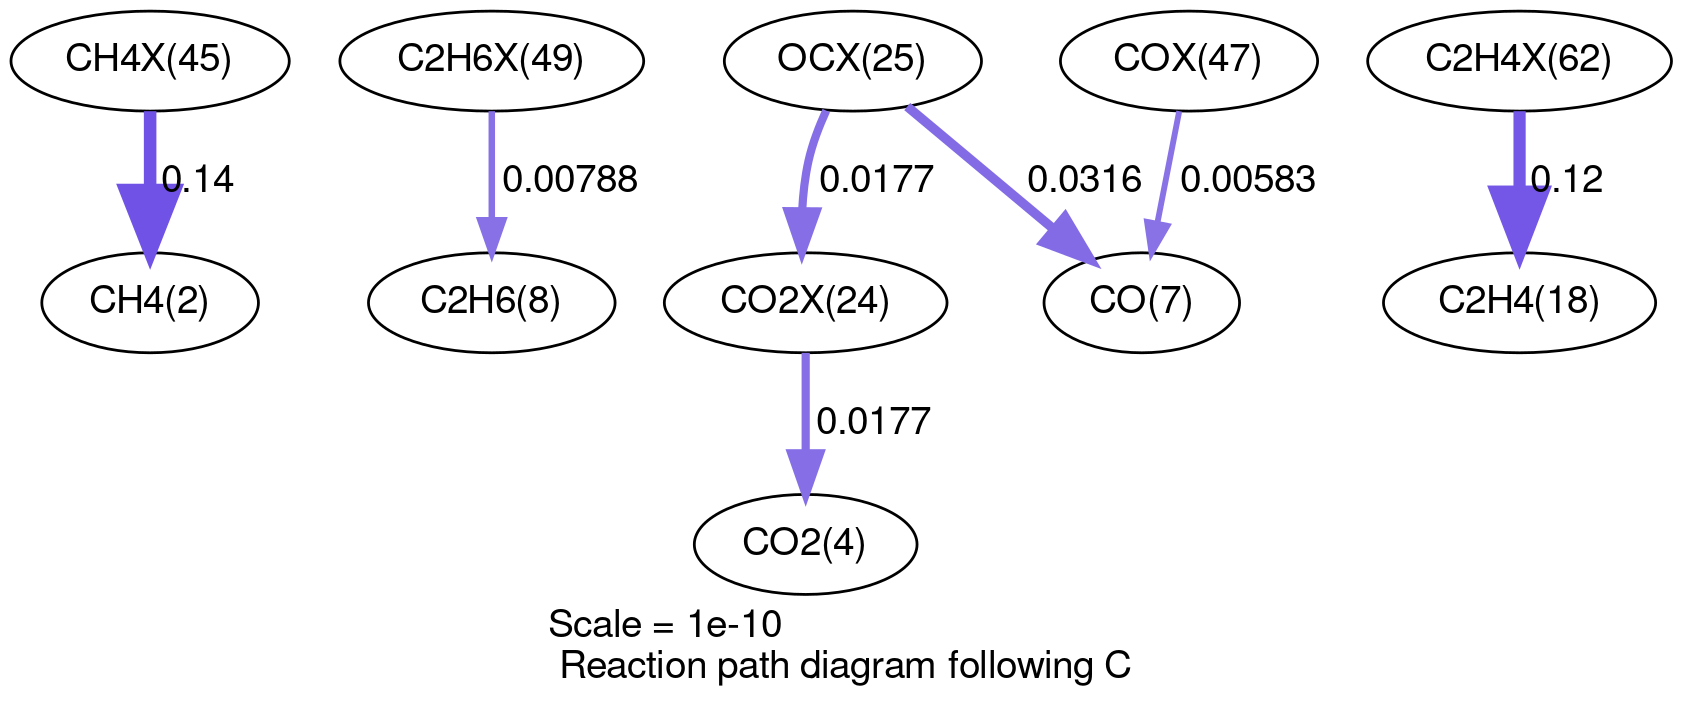 CH4X(45)
C2H6X(49)
OCX(25)
COX(47)
C2H4X(62)
0.14
0.00788
0.0177
0.0316
0.00583
0.12
CH4(2)
C2H6(8)
CO2X(24)
CO(7)
C2H4(18)
0.0177
CO2(4)
Scale = 1e-10
Reaction path diagram following C